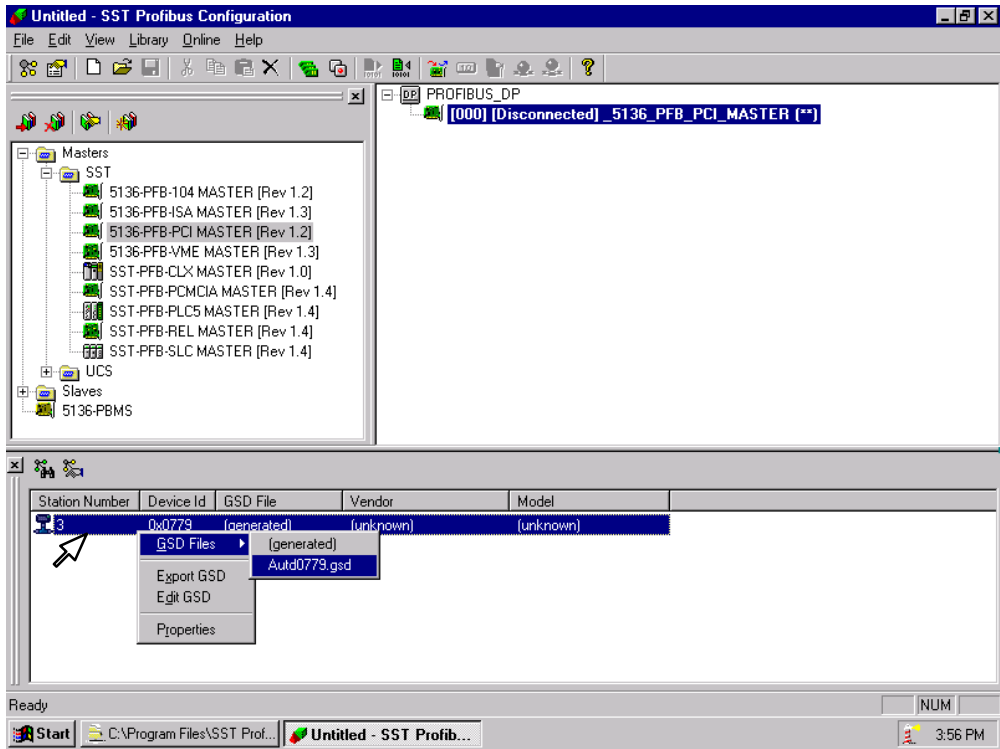 Untitled - SST Profibus Configuration
File Edit View Library Online Help
PROFIBUS_DP
[000] [Disconnected] _5136_PFB_PCI_MASTER (**)
Masters
SST
5136-PFB-104 MASTER [Rev 1.2]
5136-PFB-ISA MASTER [Rev 1.3]
5136-PFB-PCI MASTER [Rev 1.2]
5136-PFB-VME MASTER [Rev 1.3]
SST-PFB-CLX MASTER [Rev 1.0]
SST-PFB-PCMCIA MASTER [Rev 1.4]
SST-PFB-PLC5 MASTER [Rev 1.4]
SST-PFB-REL MASTER [Rev 1.4]
SST-PFB-SLC MASTER [Rev 1.4]
UCS
Slaves
5136-PBMS
Station Number Device Id GSD File Vendor Model
3 0x0779 (generated) (unknown) (unknown)
GSD Files
(generated)
Autd0779.gsd
Export GSD
Edit GSD
Properties
Ready NUM
Start C:\Program Files\SST Prof... Untitled - SST Profib... 3:56 PM